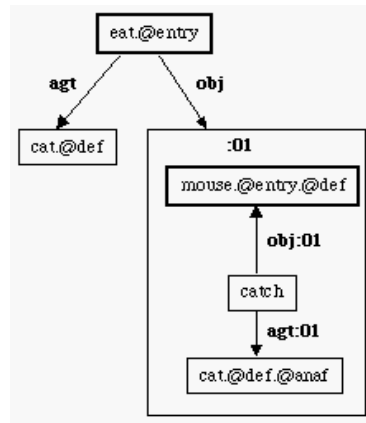 eat.@entry
agt
obj
cat.@def
:01
mouse.@entry.@def
obj:01
catch
agt:01
cat.@def.@anaf